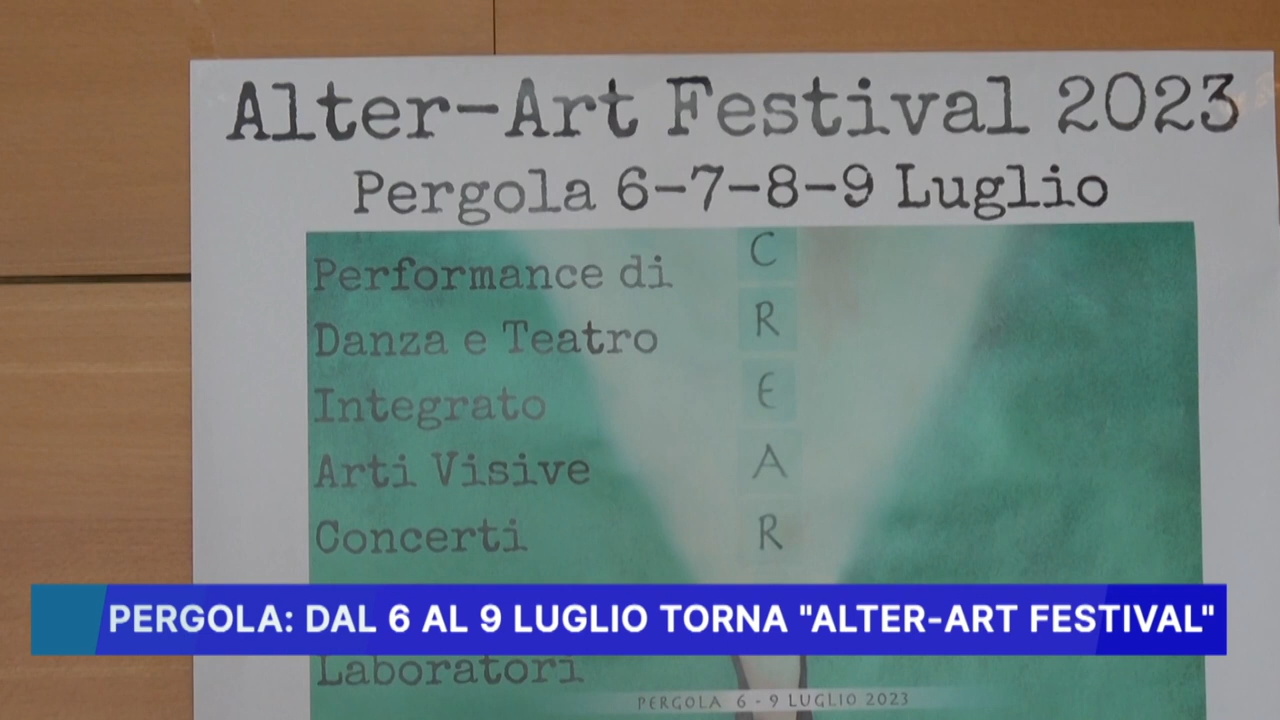 Alter-Art Festival 2023
Pergola 6-7-8-9 Luglio
Performance di
Danza e Teatro
Integrato
Arti Visive
Concerti
C
R
E
A
R
PERGOLA: DAL 6 AL 9 LUGLIO TORNA "ALTER-ART FESTIVAL"
Laboratori
PERGOLA 6 - 9 LUGLIO 2023